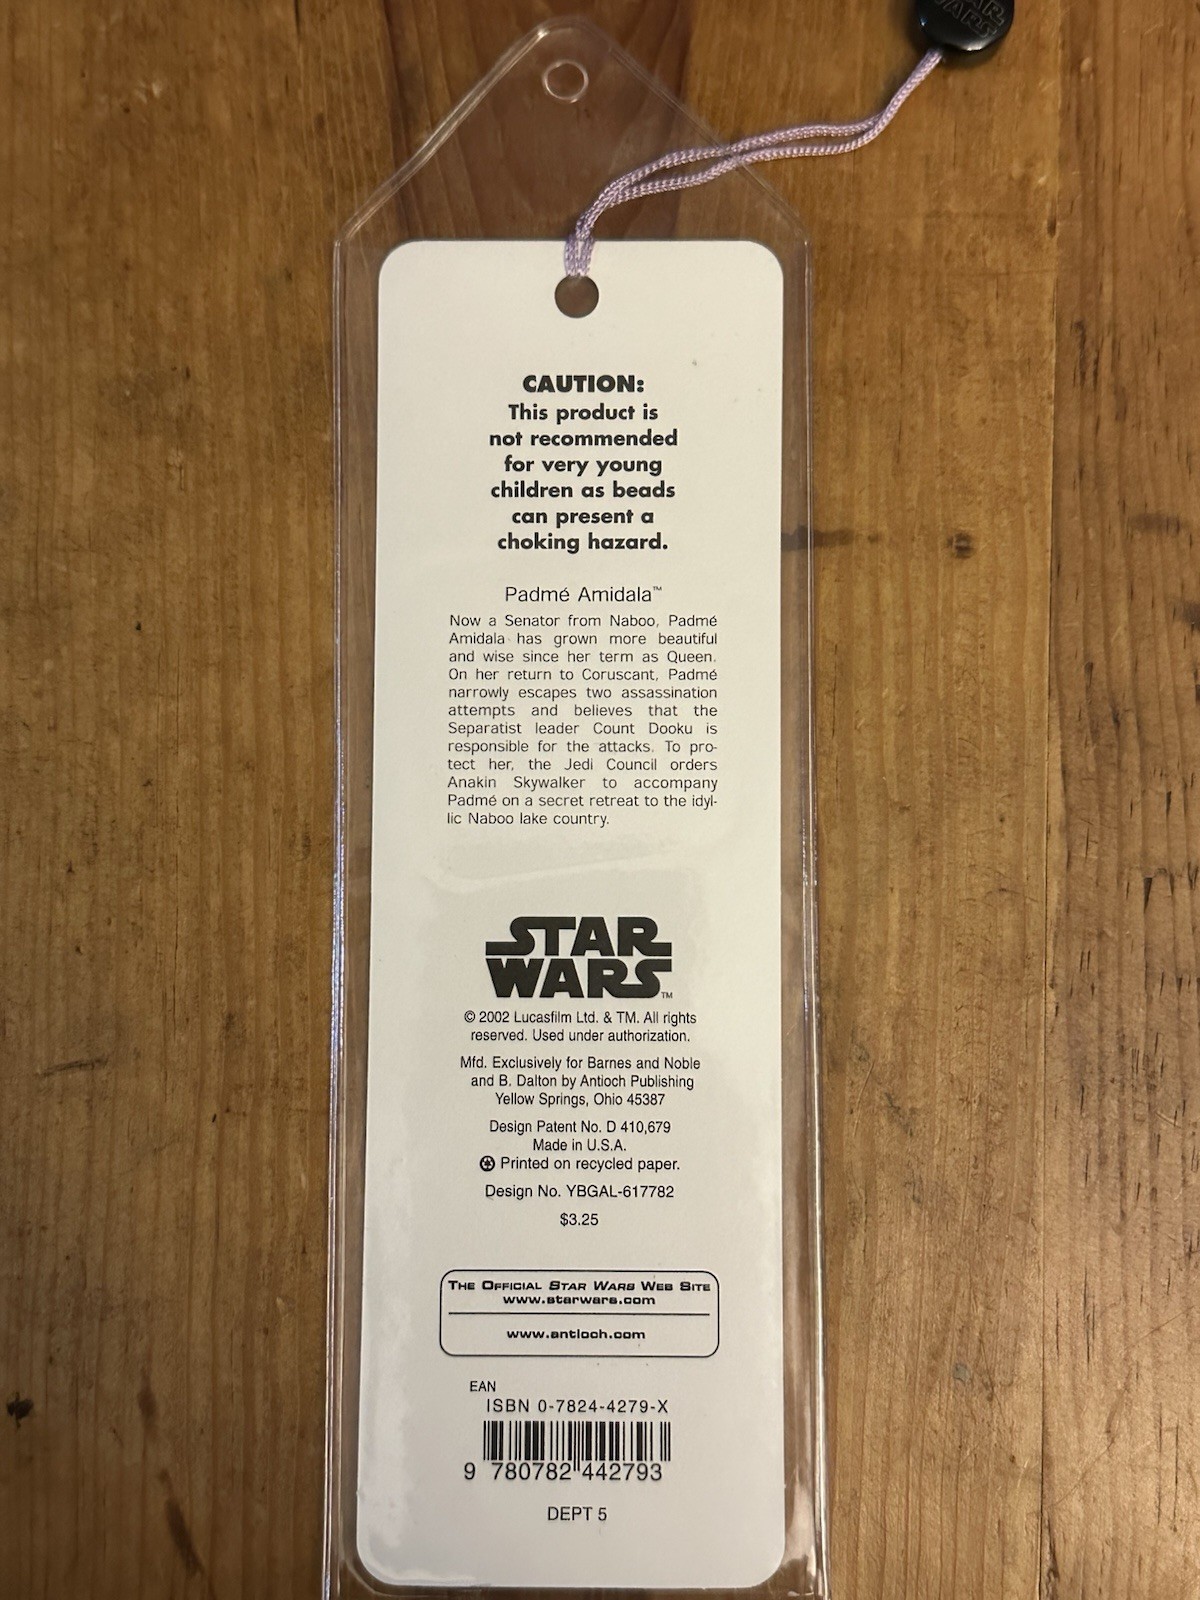 CAUTION:
This product is
not recommended
for very young
children as beads
can present a
choking hazard.
Padmé Amidala™
Now a Senator from Naboo, Padmé
Amidala has grown more beautiful
and wise since her term as Queen.
On her return to Coruscant, Padmé
narrowly escapes two assassination
attempts and believes that the
Separatist leader Count Dooku is
responsible for the attacks. To pro-
tect her, the Jedi Council orders
Anakin Skywalker to accompany
Padmé on a secret retreat to the idyl-
lic Naboo lake country.
STAR
WARS™
© 2002 Lucasfilm Ltd. & TM. All rights
reserved. Used under authorization.
Mfd. Exclusively for Barnes and Noble
and B. Dalton by Antioch Publishing
Yellow Springs, Ohio 45387
Design Patent No. D 410,679
Made in U.S.A.
Printed on recycled paper.
Design No. YBGAL-617782
$3.25
THE OFFICIAL STAR WARS WEB SITE
www.starwars.com
www.antioch.com
EAN
ISBN 0-7824-4279-X
9 780782 442793
DEPT 5